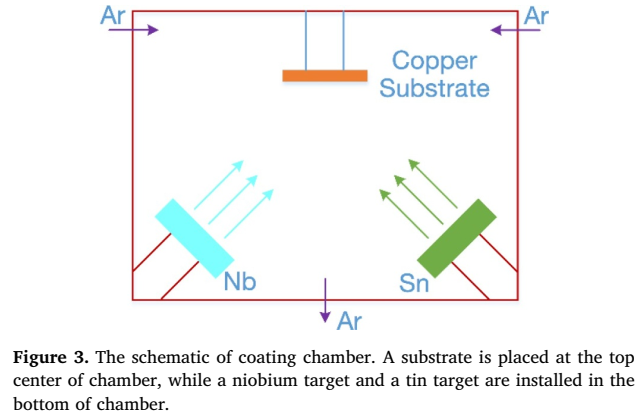 Ar
Ar
Copper
Substrate
Nb
Sn
Ar
Figure 3. The schematic of coating chamber. A substrate is placed at the top
center of chamber, while a niobium target and a tin target are installed in the
bottom of chamber.